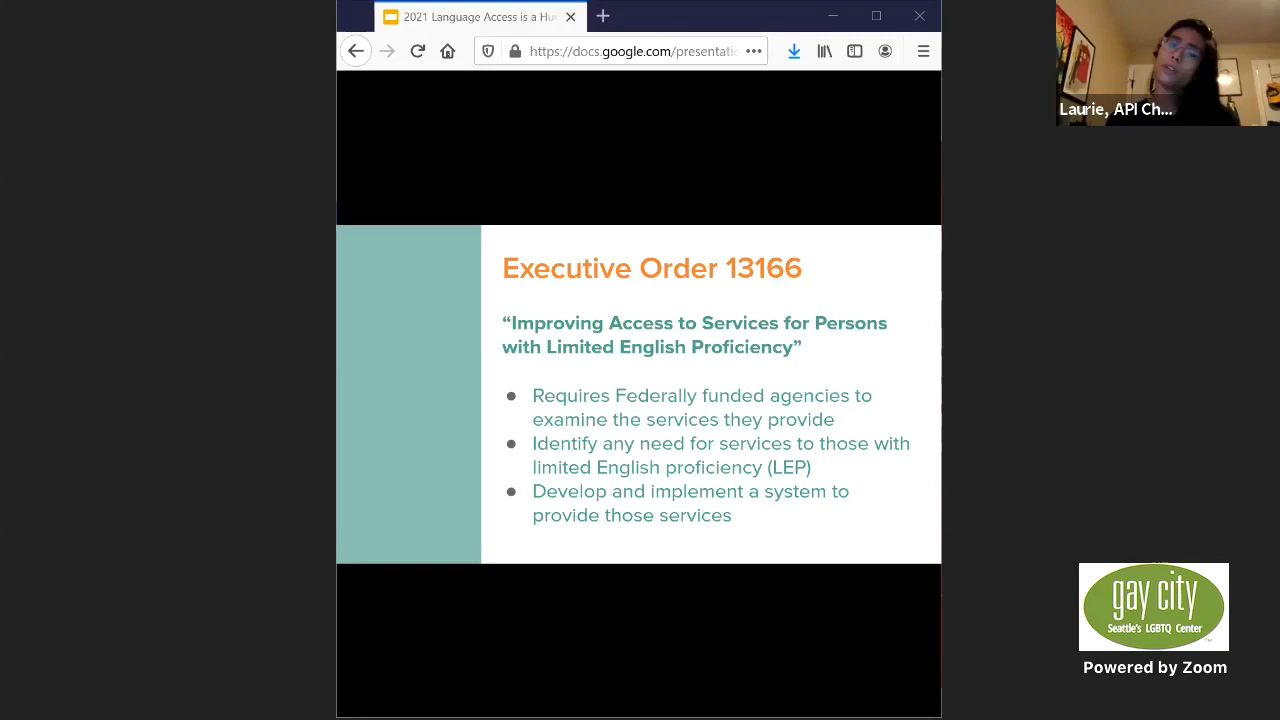 2021 Language Access is a Hu
https://docs.google.com/presentatic
Laurie, API Ch...
Executive Order 13166
“Improving Access to Services for Persons
with Limited English Proficiency”
● Requires Federally funded agencies to
examine the services they provide
● Identify any need for services to those with
limited English proficiency (LEP)
● Develop and implement a system to
provide those services
gay city
Seattle's LGBTQ Center
Powered by Zoom